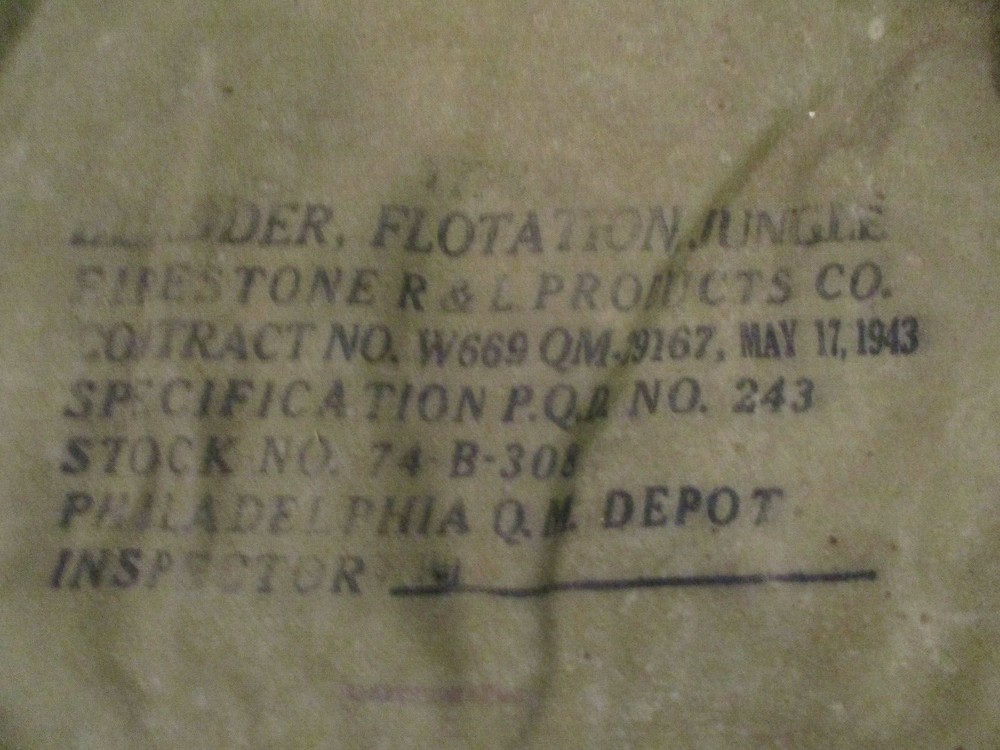 BLADDER, FLOTATION, JUNGLE
FIRESTONE R & L PRODUCTS CO.
CONTRACT NO. W669 QM- MAY 17, 1943
SPECIFICATION P.Q.D. NO. 243
STOCK NO. 74-B-308
PHILADELPHIA Q.M. DEPOT
INSPECTOR